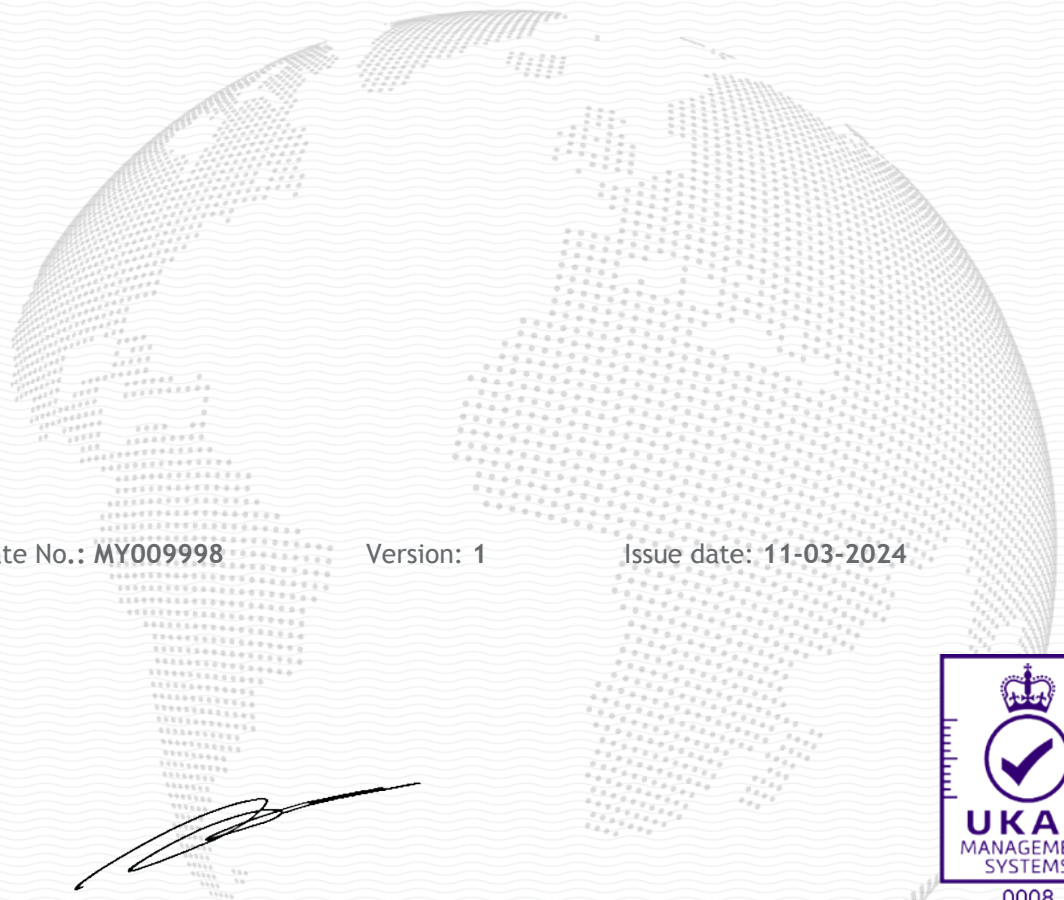 te No.: MY009998 Version: 1 Issue date: 11-03-2024
UKA
MANAGEME
SYSTEMS
0008